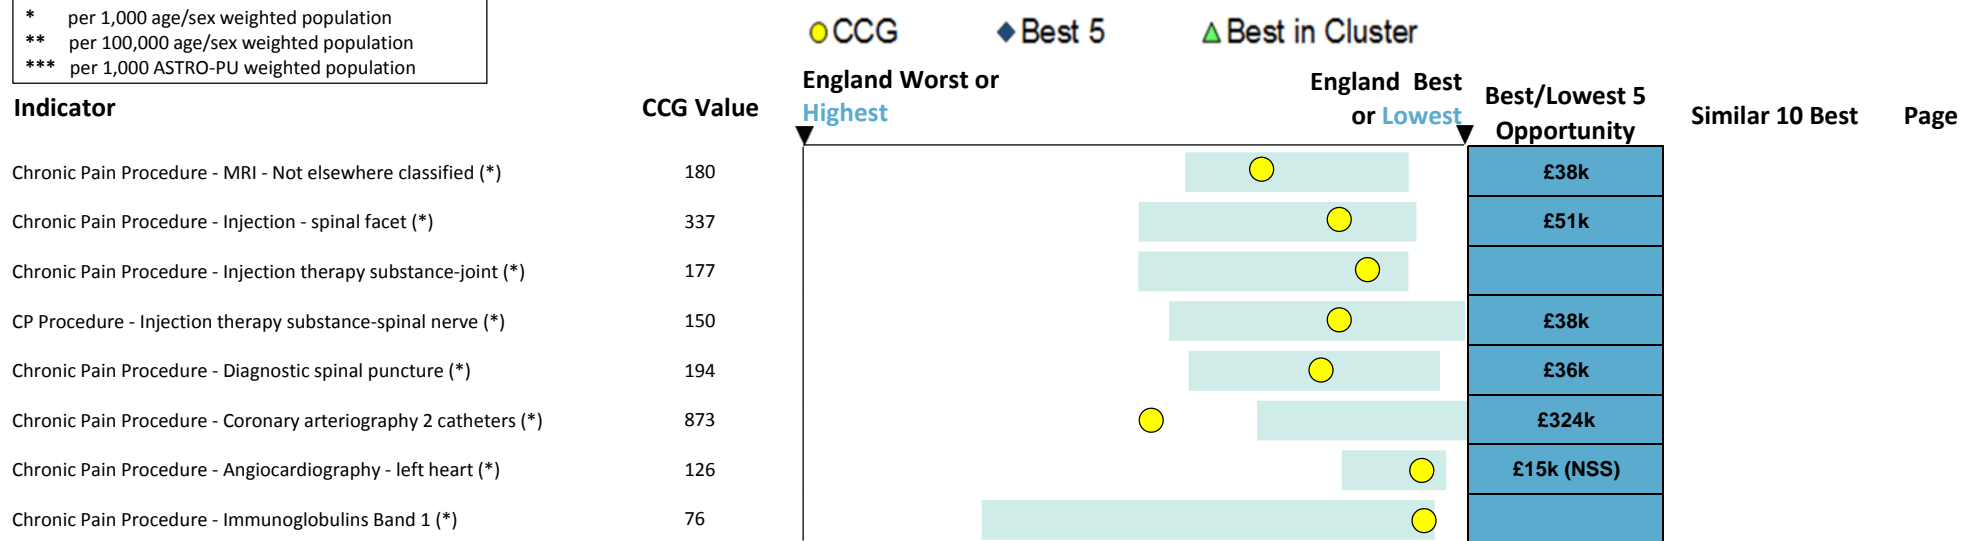 * per 1,000 age/sex weighted population
** per 100,000 age/sex weighted population
*** per 1,000 ASTRO-PU weighted population
CCG Best 5 Best in Cluster
Indicator CCG Value England Worst or Highest England Best or Lowest Best/Lowest 5 Opportunity Similar 10 Best Page
Chronic Pain Procedure - MRI - Not elsewhere classified (*) 180 £38k
Chronic Pain Procedure - Injection - spinal facet (*) 337 £51k
Chronic Pain Procedure - Injection therapy substance-joint (*) 177
CP Procedure - Injection therapy substance-spinal nerve (*) 150 £38k
Chronic Pain Procedure - Diagnostic spinal puncture (*) 194 £36k
Chronic Pain Procedure - Coronary arteriography 2 catheters (*) 873 £324k
Chronic Pain Procedure - Angiocardiography - left heart (*) 126 £15k (NSS)
Chronic Pain Procedure - Immunoglobulins Band 1 (*) 76